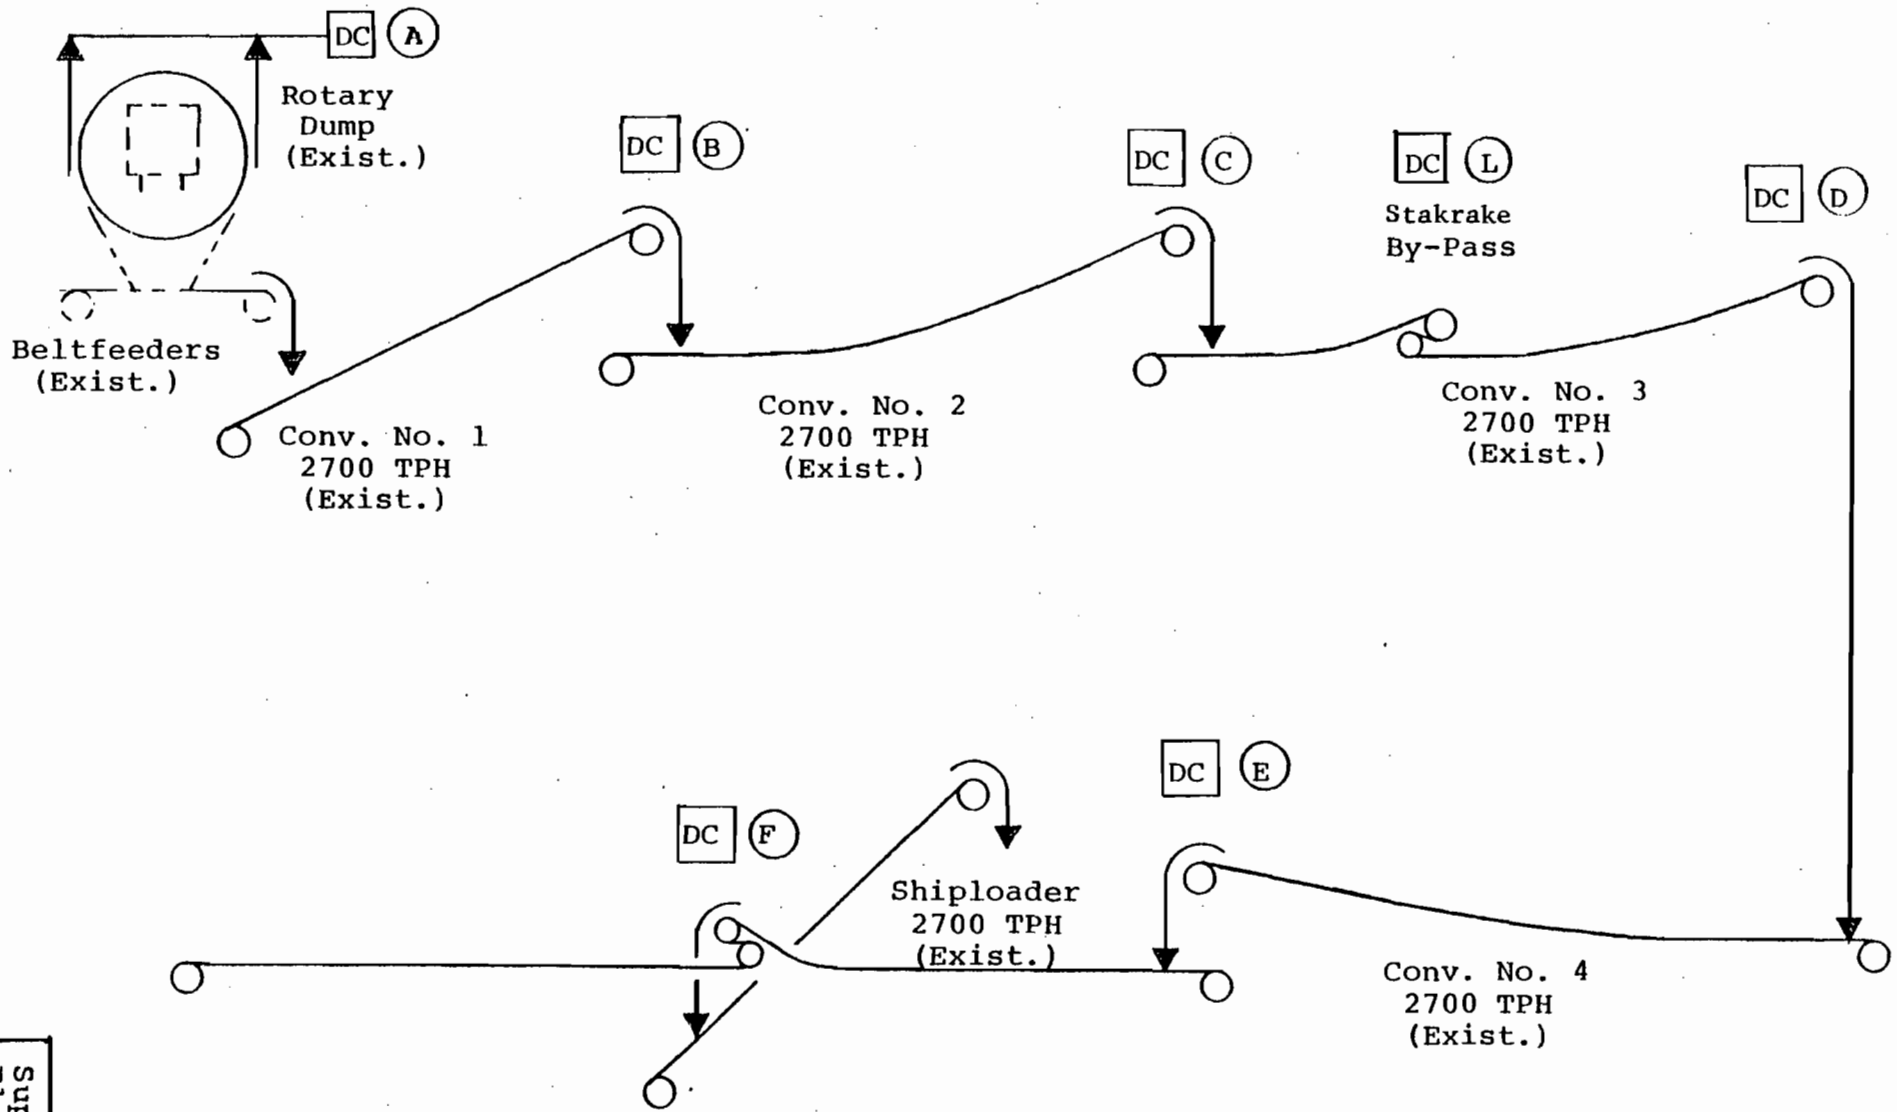 DC A
Rotary
Dump
(Exist.)
DC B
DC C
DC L
Stakrake
By-Pass
DC D
Beltfeeders
(Exist.)
Conv. No. 1
2700 TPH
(Exist.)
Conv. No. 2
2700 TPH
(Exist.)
Conv. No. 3
2700 TPH
(Exist.)
DC E
DC F
Shiploader
2700 TPH
(Exist.)
Conv. No. 4
2700 TPH
(Exist.)